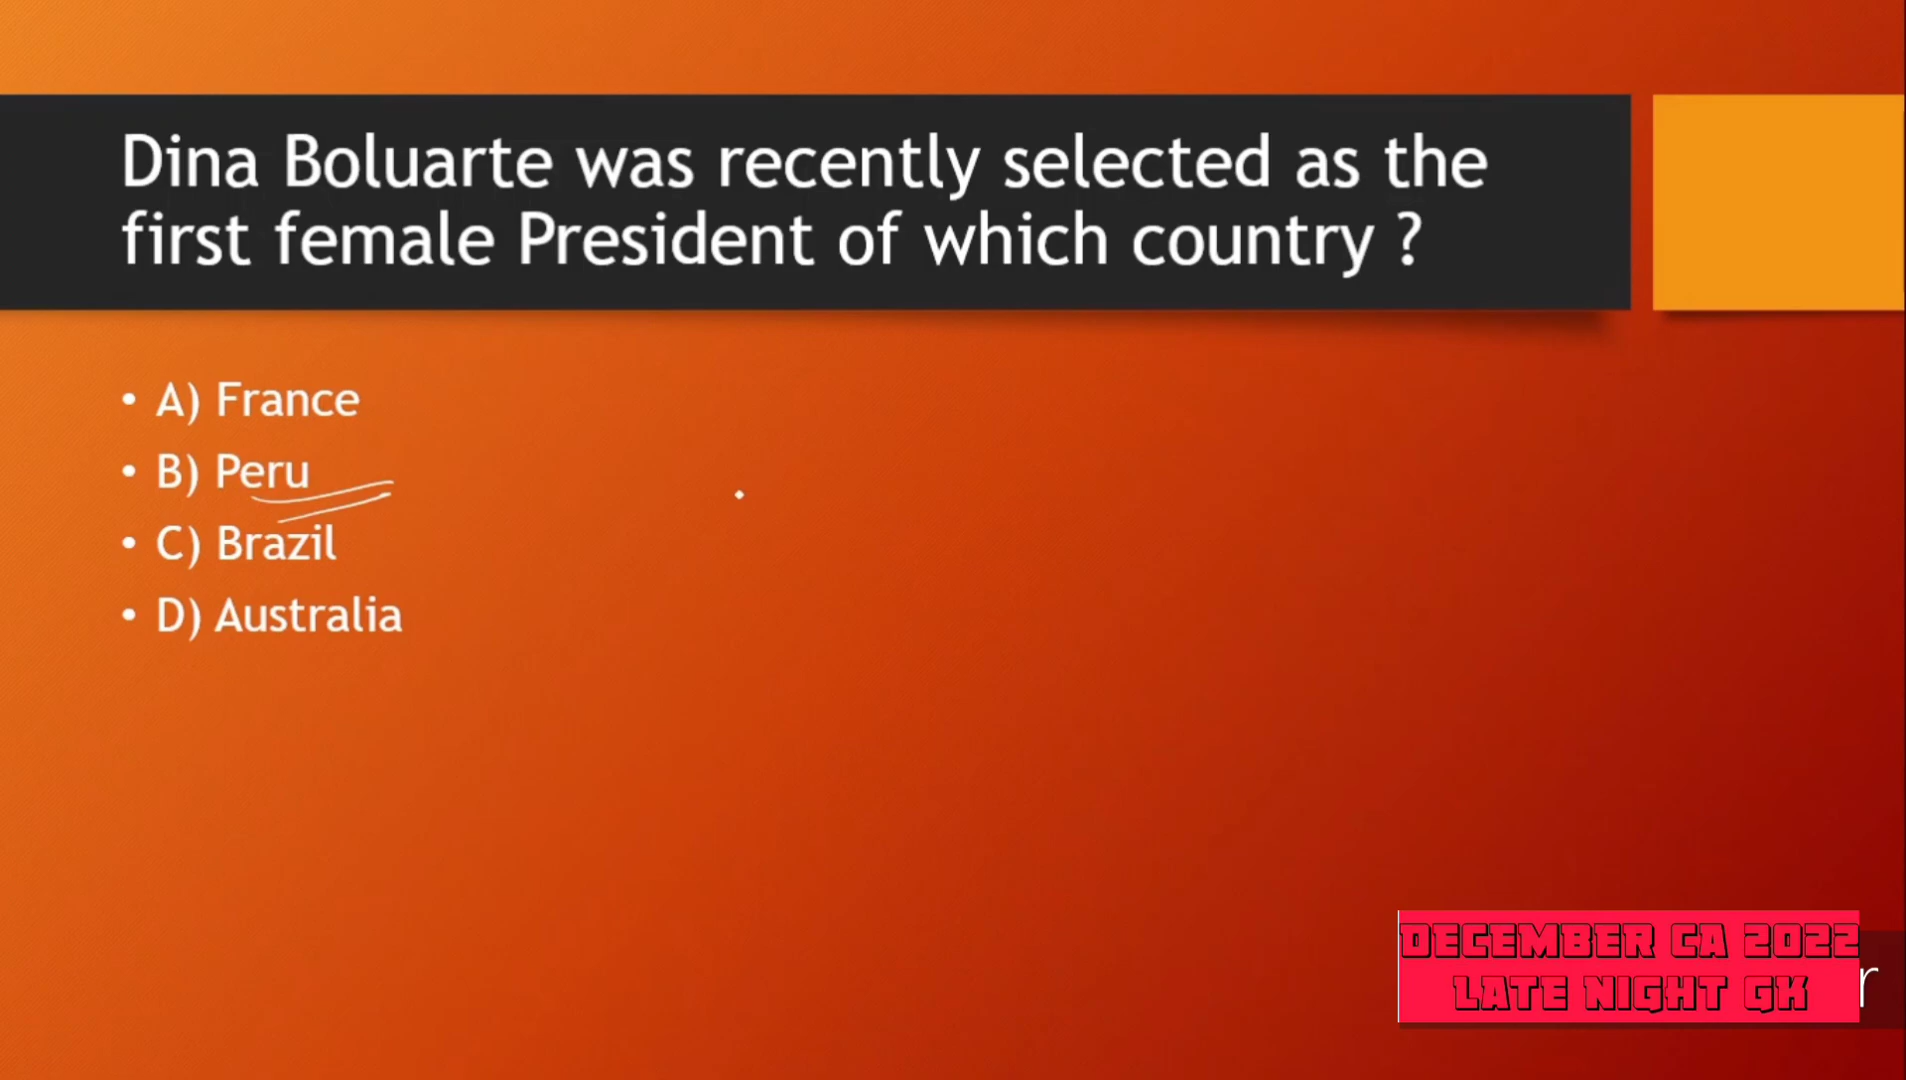 Dina Boluarte was recently selected as the
first female President of which country ?
• A) France
• B) Peru
• C) Brazil
• D) Australia
DECEMBER CA 2022
LATE NIGHT GK
r